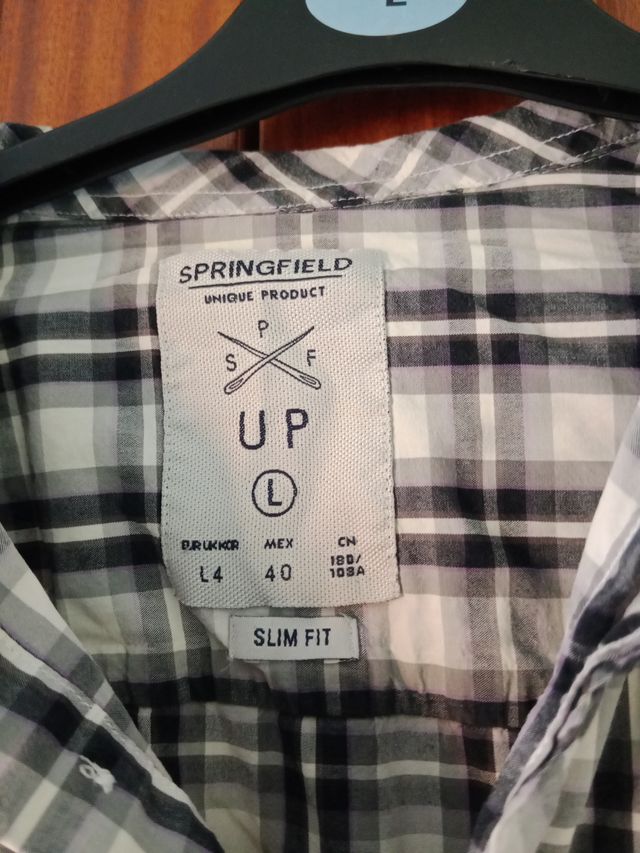 L
SPRINGFIELD
UNIQUE PRODUCT
P
S F
UP
L
EUR UK KOR MEX CN
L4 40 180/
108A
SLIM FIT